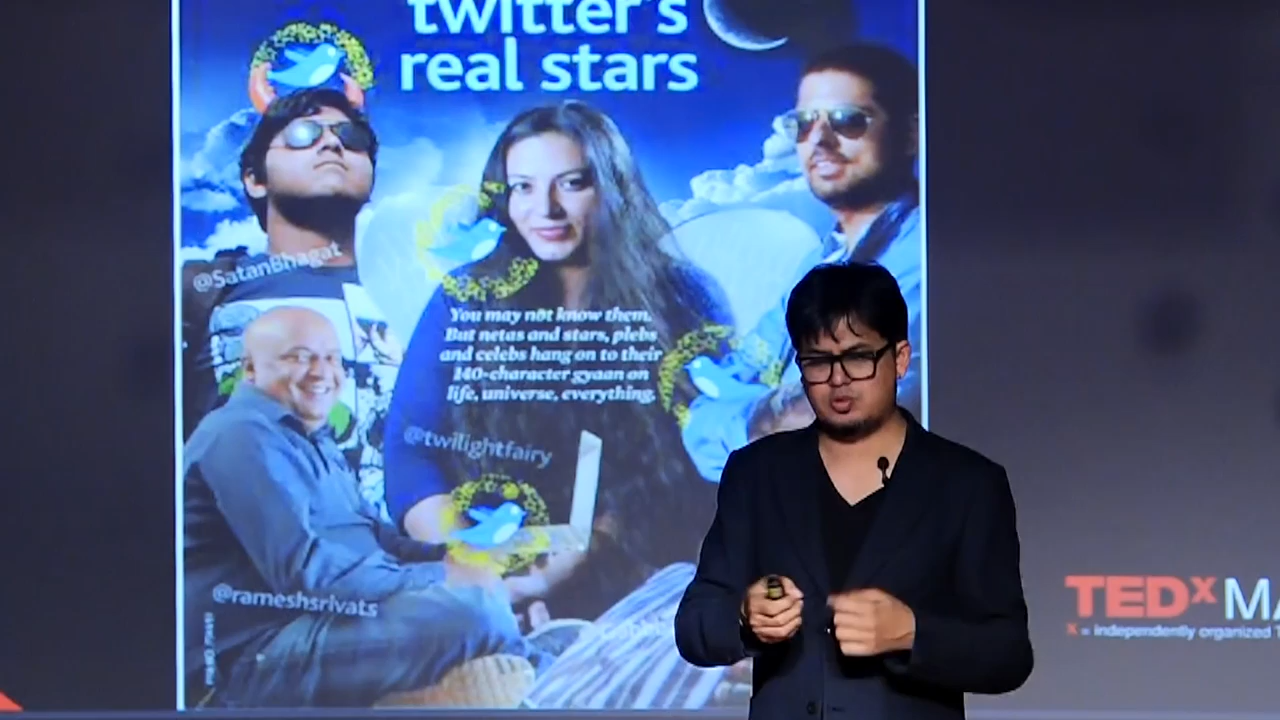 twitter's
real stars
@SatanBhagat
You may not know them.
But netas and stars, plebs
and celebs hang on to their
140-character gyaan on
life, universe, everything.
@twilightfairy
@rameshsrivats
TEDx MA
x = independently organized